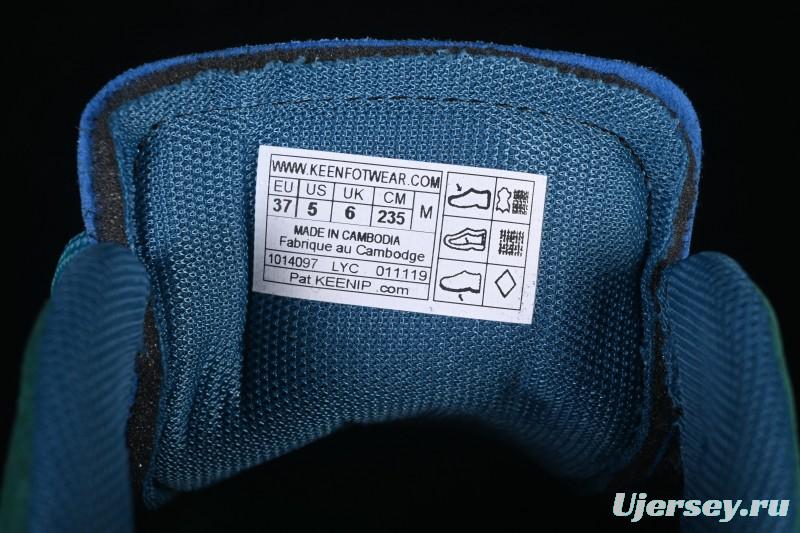 WWW.KEENFOTWEAR.COM
EU US UK CM
37 5 6 235 M
MADE IN CAMBODIA
Fabrique au Cambodge
1014097 LYC 011119
Pat KEENIP .com
Ujersey.ru